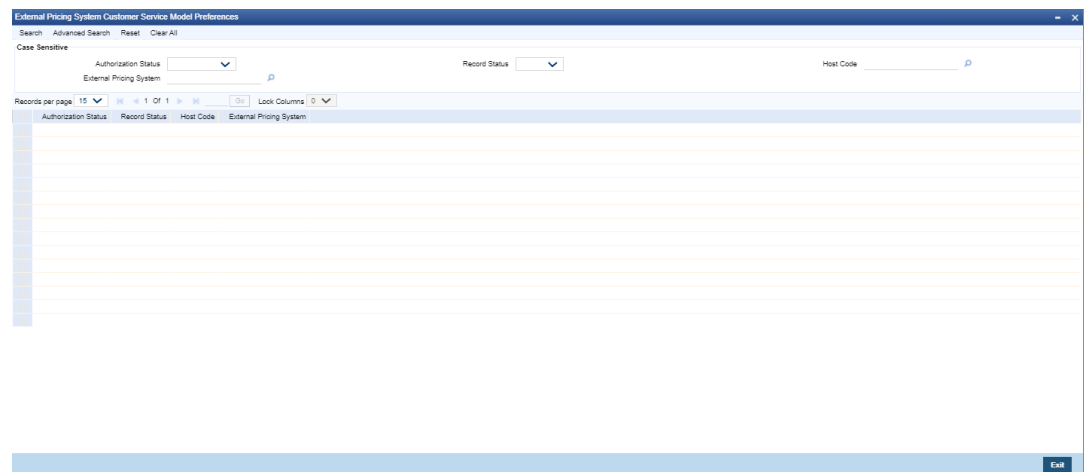 External Pricing System Customer Service Model Preferences
Search Advanced Search Reset Clear All
Case Sensitive
Authorization Status Record Status Host Code
External Pricing System
Records per page 15 1 Of 1 Go Lock Columns 0
Authorization Status Record Status Host Code External Pricing System
Exit